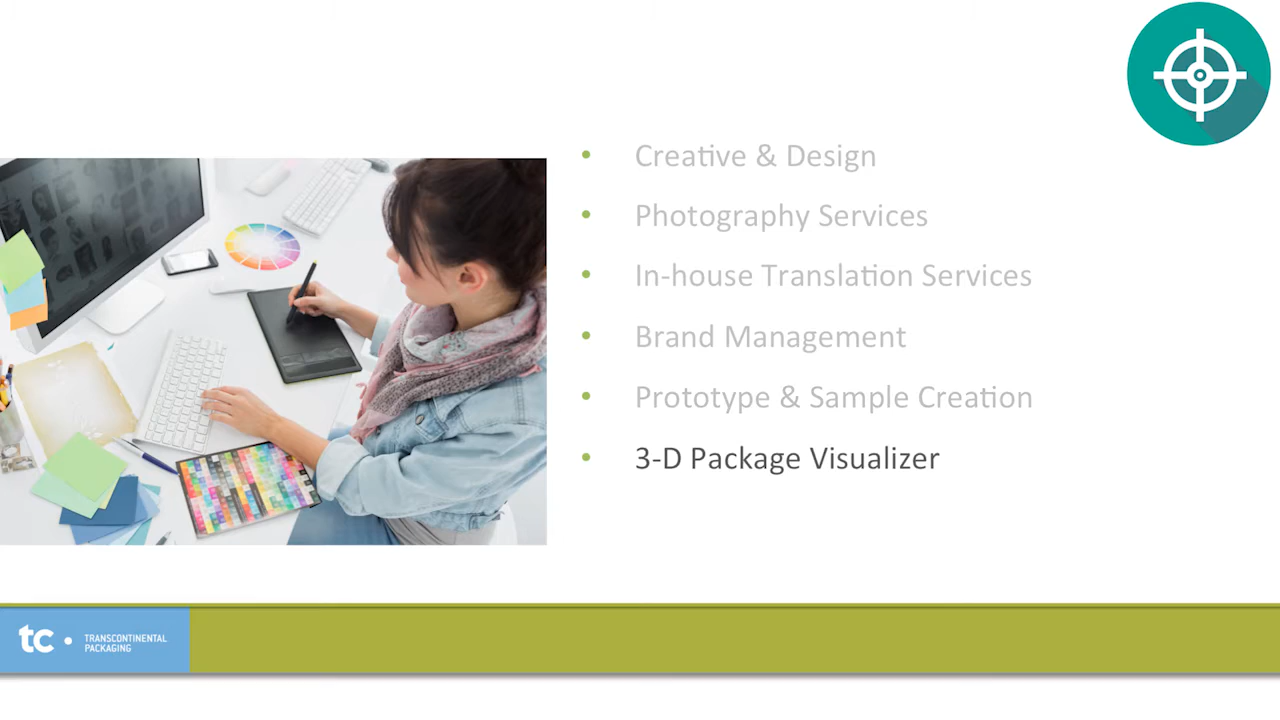 Creative & Design
Photography Services
In-house Translation Services
Brand Management
Prototype & Sample Creation
3-D Package Visualizer
tc • TRANSCONTINENTAL
PACKAGING